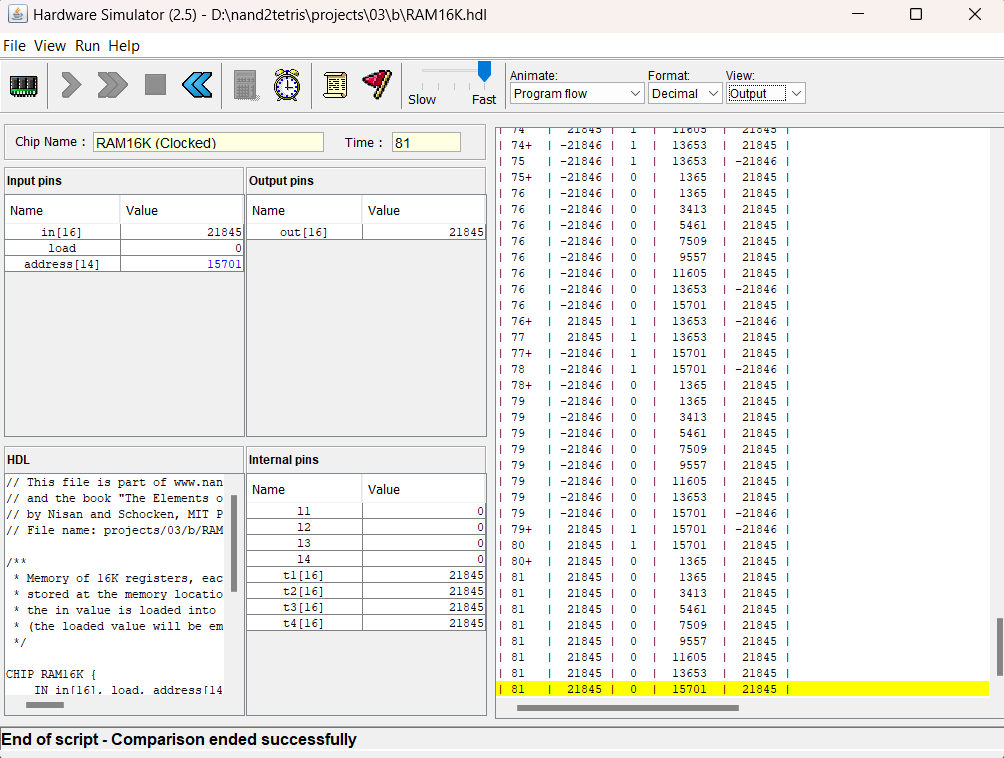 Hardware Simulator (2.5) - D:\nand2tetris\projects\03\b\RAM16K.hdl
File View Run Help
Slow Fast
Animate: Format: View:
Program flow Decimal Output
Chip Name : RAM16K (Clocked) Time : 81
Input pins
Name Value
in[16] 21845
load 0
address[14] 15701
Output pins
Name Value
out[16] 21845
HDL
// This file is part of www.nan
// and the book "The Elements o
// by Nisan and Schocken, MIT P
// File name: projects/03/b/RAM
/**
* Memory of 16K registers, eac
* stored at the memory locatio
* the in value is loaded into
* (the loaded value will be em
*/
CHIP RAM16K {
IN in[16], load, address[14
Internal pins
Name Value
l1 0
l2 0
l3 0
l4 0
t1[16] 21845
t2[16] 21845
t3[16] 21845
t4[16] 21845
| 74 | 21845 | 1 | 11605 | 21845 |
| 74+ | -21846 | 1 | 13653 | 21845 |
| 75 | -21846 | 1 | 13653 | -21846 |
| 75+ | -21846 | 0 | 1365 | 21845 |
| 76 | -21846 | 0 | 1365 | 21845 |
| 76 | -21846 | 0 | 3413 | 21845 |
| 76 | -21846 | 0 | 5461 | 21845 |
| 76 | -21846 | 0 | 7509 | 21845 |
| 76 | -21846 | 0 | 9557 | 21845 |
| 76 | -21846 | 0 | 11605 | 21845 |
| 76 | -21846 | 0 | 13653 | -21846 |
| 76 | -21846 | 0 | 15701 | 21845 |
| 76+ | 21845 | 1 | 13653 | -21846 |
| 77 | 21845 | 1 | 13653 | 21845 |
| 77+ | -21846 | 1 | 15701 | 21845 |
| 78 | -21846 | 1 | 15701 | -21846 |
| 78+ | -21846 | 0 | 1365 | 21845 |
| 79 | -21846 | 0 | 1365 | 21845 |
| 79 | -21846 | 0 | 3413 | 21845 |
| 79 | -21846 | 0 | 5461 | 21845 |
| 79 | -21846 | 0 | 7509 | 21845 |
| 79 | -21846 | 0 | 9557 | 21845 |
| 79 | -21846 | 0 | 11605 | 21845 |
| 79 | -21846 | 0 | 13653 | 21845 |
| 79 | -21846 | 0 | 15701 | -21846 |
| 79+ | 21845 | 1 | 15701 | -21846 |
| 80 | 21845 | 1 | 15701 | 21845 |
| 80+ | 21845 | 0 | 1365 | 21845 |
| 81 | 21845 | 0 | 1365 | 21845 |
| 81 | 21845 | 0 | 3413 | 21845 |
| 81 | 21845 | 0 | 5461 | 21845 |
| 81 | 21845 | 0 | 7509 | 21845 |
| 81 | 21845 | 0 | 9557 | 21845 |
| 81 | 21845 | 0 | 11605 | 21845 |
| 81 | 21845 | 0 | 13653 | 21845 |
| 81 | 21845 | 0 | 15701 | 21845 |
End of script - Comparison ended successfully